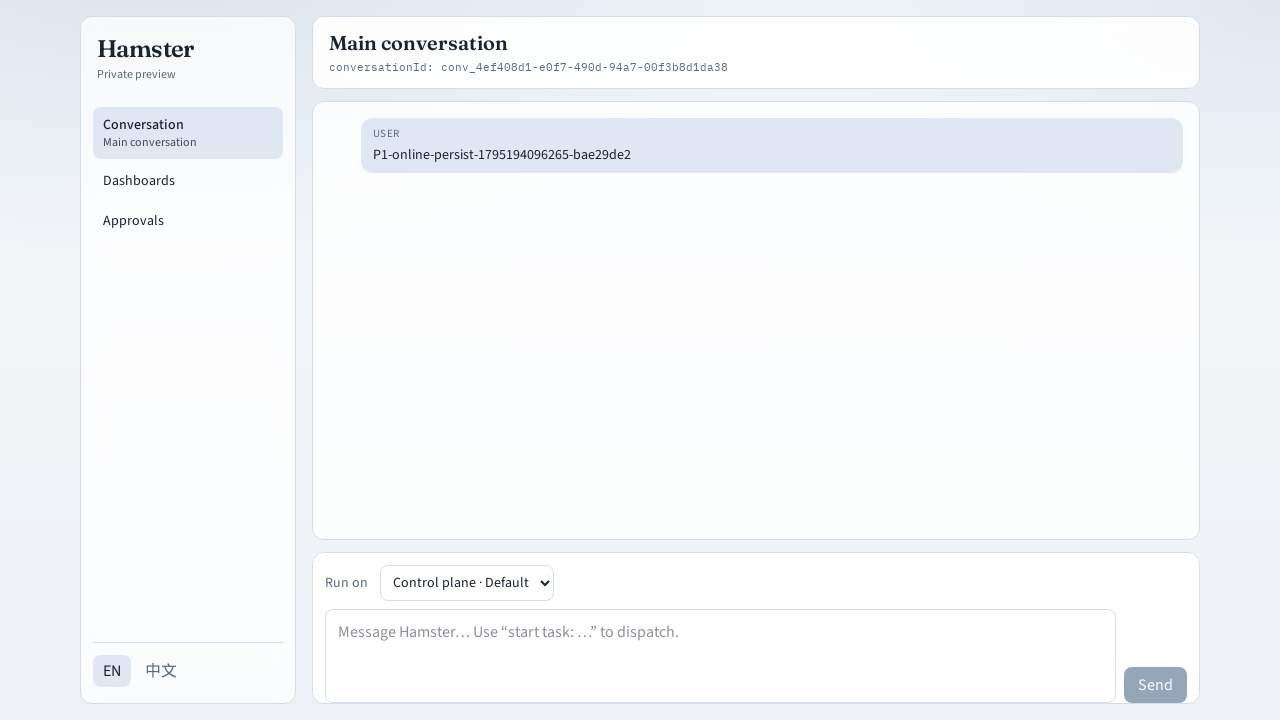 Hamster
Private preview
Conversation
Main conversation
Dashboards
Approvals
EN
中文
Main conversation
conversationId: conv_4ef408d1-e0f7-490d-94a7-00f3b8d1da38
USER
P1-online-persist-1795194096265-bae29de2
Run on
Control plane · Default
Message Hamster… Use “start task: …” to dispatch.
Send